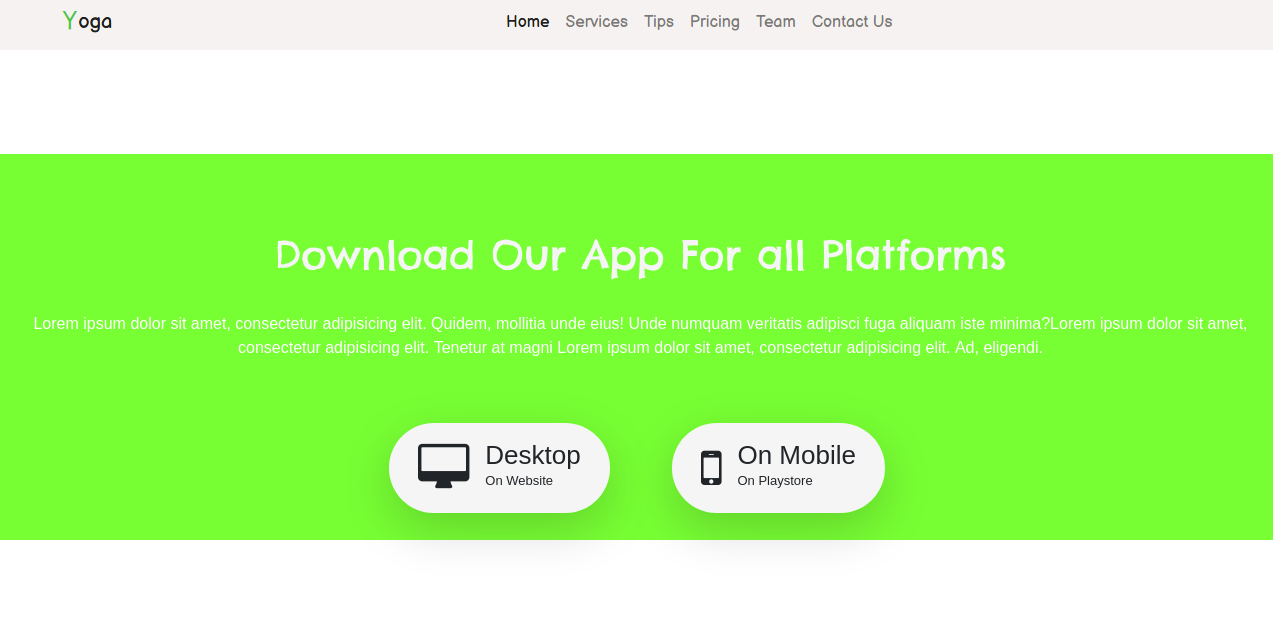 Yoga Home Services Tips Pricing Team Contact Us
Download Our App For all Platforms
Lorem ipsum dolor sit amet, consectetur adipisicing elit. Quidem, mollitia unde eius! Unde numquam veritatis adipisci fuga aliquam iste minima?Lorem ipsum dolor sit amet,
consectetur adipisicing elit. Tenetur at magni Lorem ipsum dolor sit amet, consectetur adipisicing elit. Ad, eligendi.
Desktop
On Website
On Mobile
On Playstore